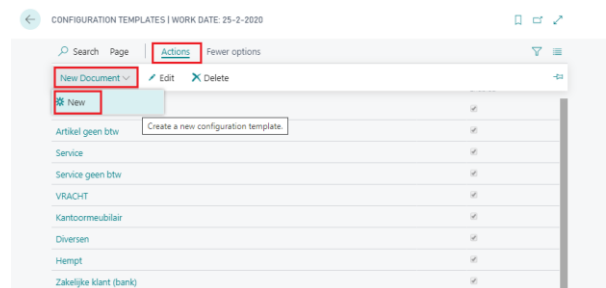 CONFIGURATION TEMPLATES | WORK DATE: 25-2-2020
Search Page Actions Fewer options
New Document Edit Delete
New
Create a new configuration template.
Artikel geen btw
Service
Service geen btw
VRACHT
Kantoormeubilair
Diversen
Hempt
Zakelijke klant (bank)